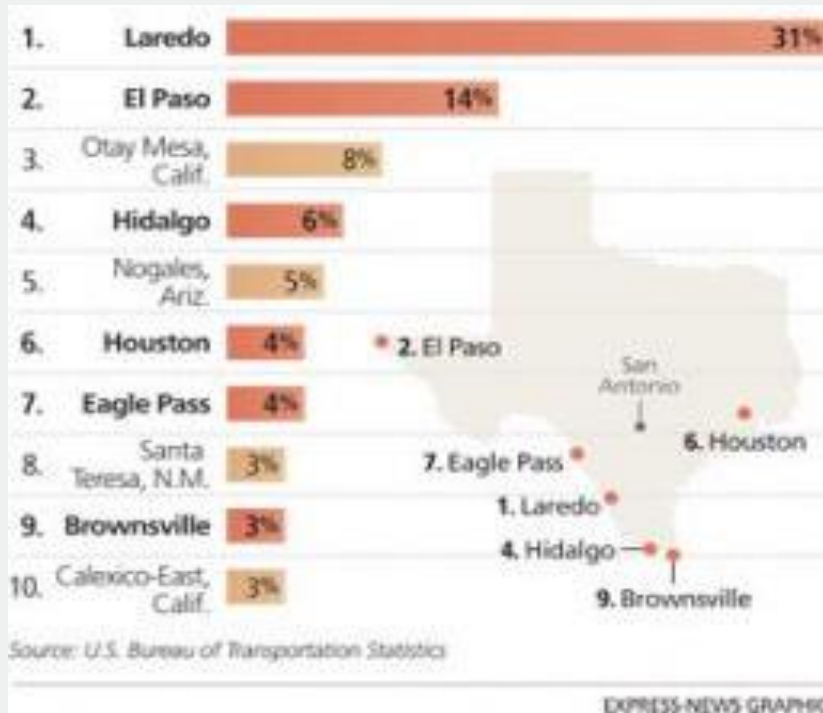 1. Laredo 31%
2. El Paso 14%
3. Otay Mesa,
Calif. 8%
4. Hidalgo 6%
5. Nogales,
Ariz. 5%
6. Houston 4%
7. Eagle Pass 4%
8. Santa
Teresa, N.M. 3%
9. Brownsville 3%
10. Calexico-East,
Calif. 3%
2. El Paso
San
Antonio
6. Houston
7. Eagle Pass
1. Laredo
4. Hidalgo
9. Brownsville
Source: U.S. Bureau of Transportation Statistics
EXPRESS-NEWS GRAPHIC